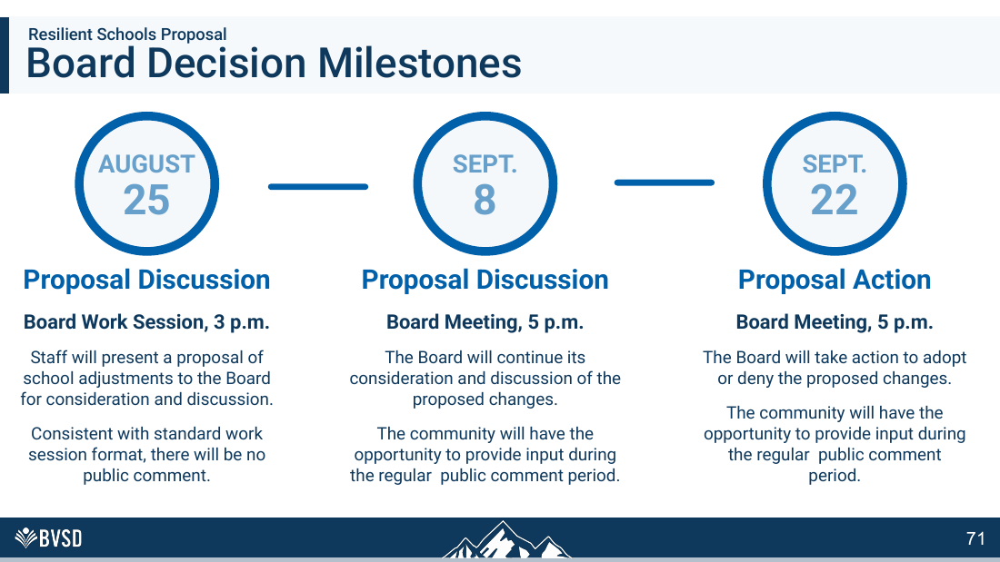 Resilient Schools Proposal
Board Decision Milestones
AUGUST
25
Proposal Discussion
Board Work Session, 3 p.m.
Staff will present a proposal of
school adjustments to the Board
for consideration and discussion.
Consistent with standard work
session format, there will be no
public comment.
SEPT.
8
Proposal Discussion
Board Meeting, 5 p.m.
The Board will continue its
consideration and discussion of the
proposed changes.
The community will have the
opportunity to provide input during
the regular  public comment period.
SEPT.
22
Proposal Action
Board Meeting, 5 p.m.
The Board will take action to adopt
or deny the proposed changes.
The community will have the
opportunity to provide input during
the regular  public comment
period.
BVSD
71